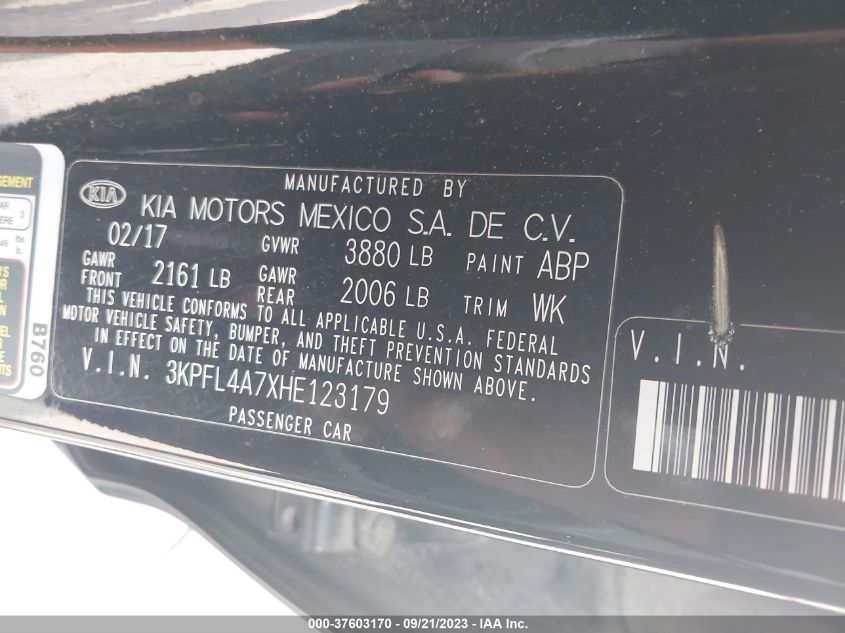 MANUFACTURED BY
KIA KIA MOTORS MEXICO S.A. DE C.V.
02/17 GVWR 3880 LB PAINT ABP
GAWR FRONT 2161 LB GAWR REAR 2006 LB TRIM WK
THIS VEHICLE CONFORMS TO ALL APPLICABLE U.S.A. FEDERAL
MOTOR VEHICLE SAFETY, BUMPER, AND THEFT PREVENTION STANDARDS
IN EFFECT ON THE DATE OF MANUFACTURE SHOWN ABOVE.
V.I.N. 3KPFL4A7XHE123179
PASSENGER CAR
B760
V.I.N.
000-37603170 - 09/21/2023 - Copyright © IAA, Inc.